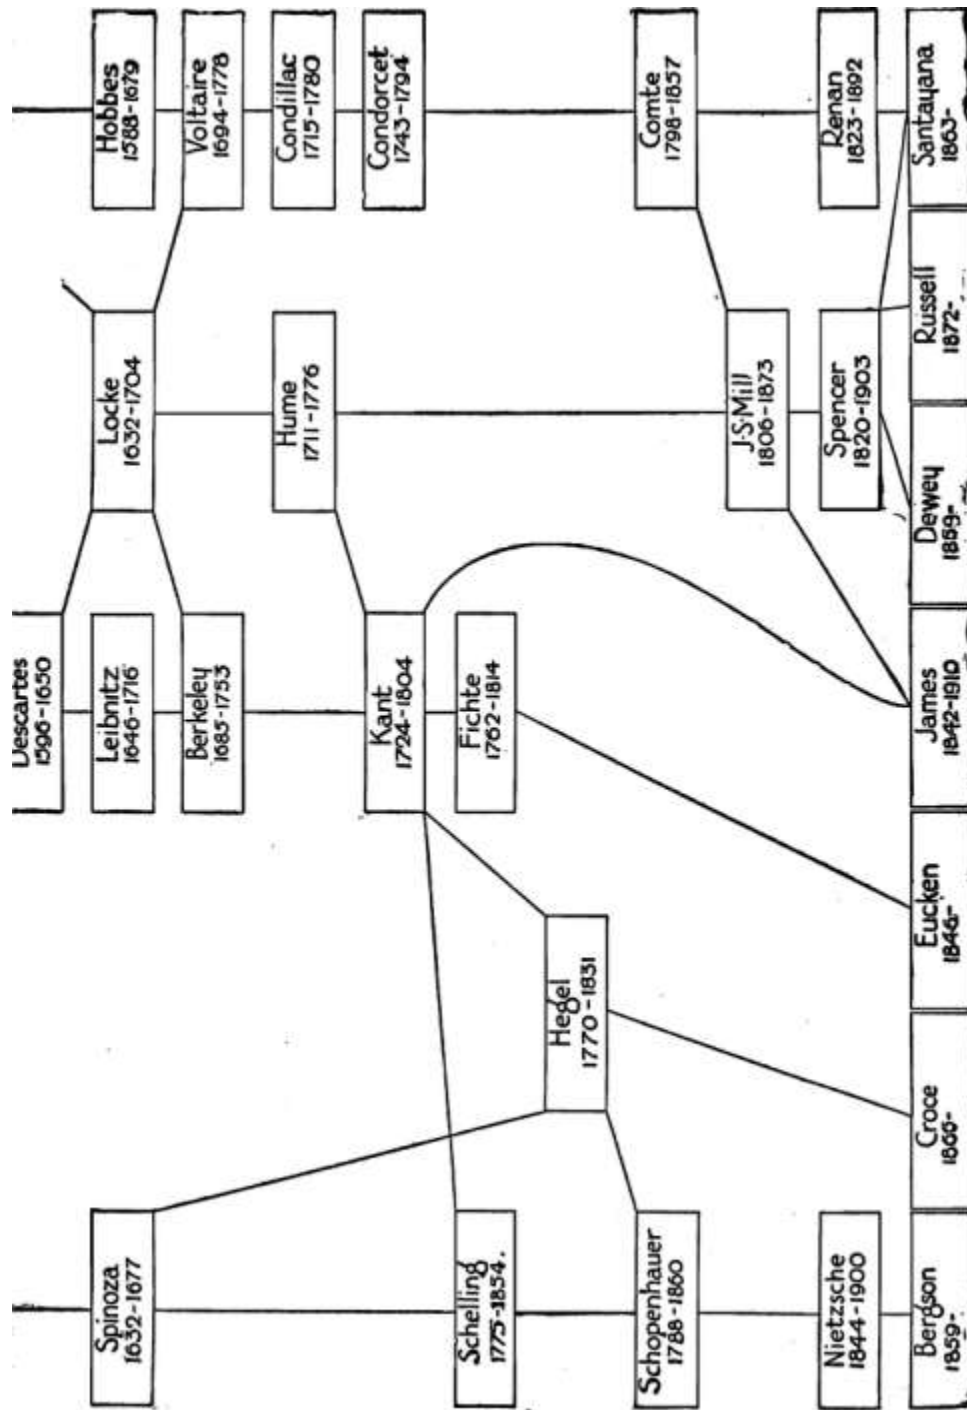 Hobbes
1588-1679
Voltaire
1694-1778
Condillac
1715-1780
Condorcet
1743-1794
Comte
1798-1857
Renan
1823-1892
Santayana
1863-
Locke
1632-1704
Hume
1711-1776
J·S·Mill
1806-1873
Spencer
1820-1903
Russell
1872-
Dewey
1859-
Descartes
1596-1650
Leibnitz
1646-1716
Berkeley
1685-1753
Kant
1724-1804
Fichte
1762-1814
James
1842-1910
Eucken
1846-
Hegel
1770-1831
Croce
1866-
Spinoza
1632-1677
Schelling
1775-1854.
Schopenhauer
1788-1860
Nietzsche
1844-1900
Bergson
1859-